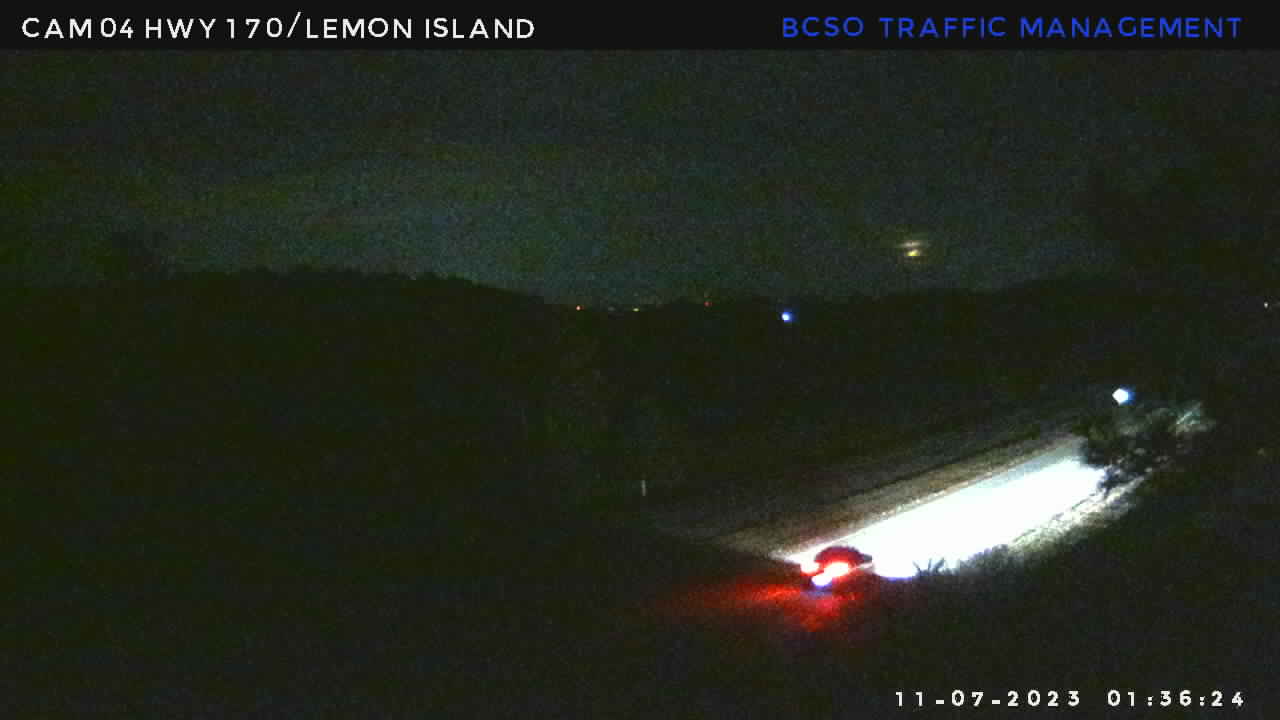 CAM04 HWY 170/LEMON ISLAND
BCSO TRAFFIC MANAGEMENT
11-07-2023 01:36:24